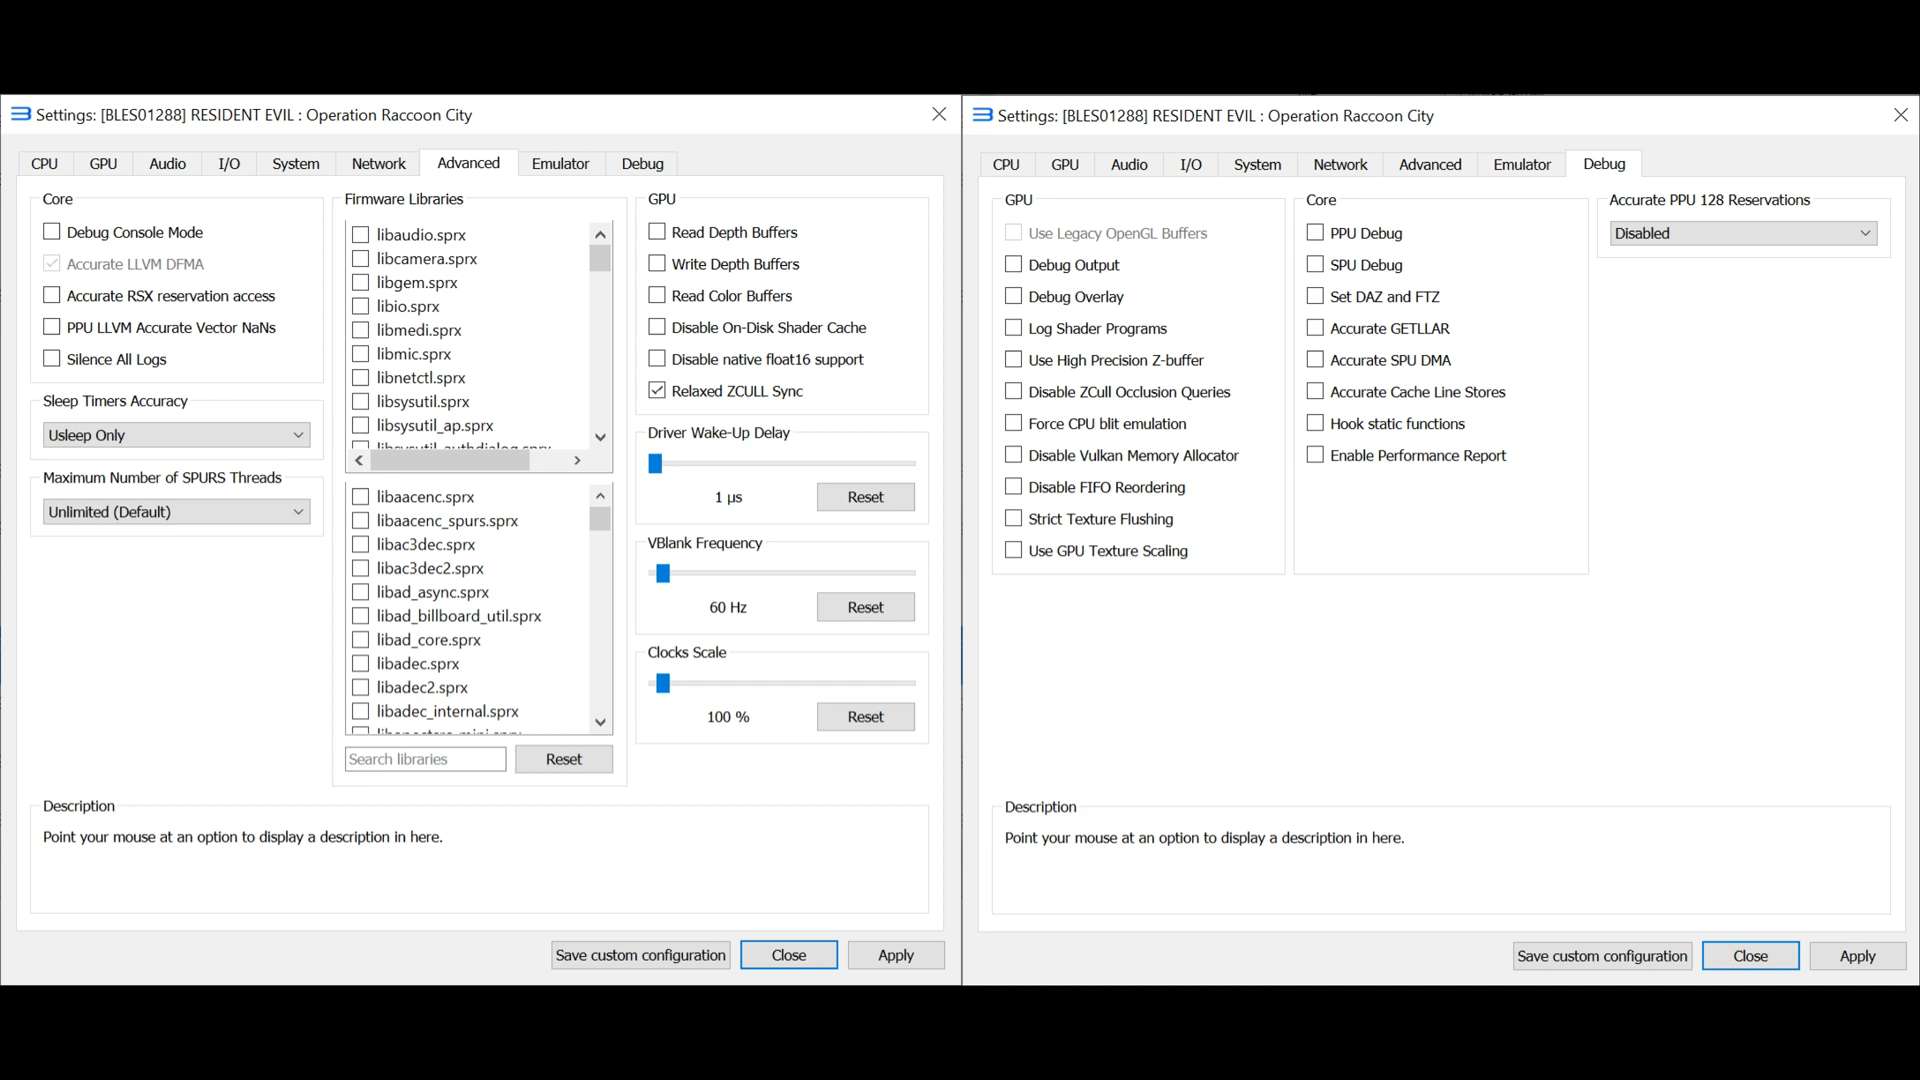 Settings: [BLES01288] RESIDENT EVIL : Operation Raccoon City
CPU GPU Audio I/O System Network Advanced Emulator Debug
Core
Debug Console Mode
Accurate LLVM DFMA
Accurate RSX reservation access
PPU LLVM Accurate Vector NaNs
Silence All Logs
Sleep Timers Accuracy
Usleep Only
Maximum Number of SPURS Threads
Unlimited (Default)
Firmware Libraries
libaudio.sprx
libcamera.sprx
libgem.sprx
libio.sprx
libmedi.sprx
libmic.sprx
libnetctl.sprx
libsysutil.sprx
libsysutil_ap.sprx
libaacenc.sprx
libaacenc_spurs.sprx
libac3dec.sprx
libac3dec2.sprx
libad_async.sprx
libad_billboard_util.sprx
libad_core.sprx
libadec.sprx
libadec2.sprx
libadec_internal.sprx
Search libraries
Reset
GPU
Read Depth Buffers
Write Depth Buffers
Read Color Buffers
Disable On-Disk Shader Cache
Disable native float16 support
Relaxed ZCULL Sync
Driver Wake-Up Delay
1 µs Reset
VBlank Frequency
60 Hz Reset
Clocks Scale
100 % Reset
Description
Point your mouse at an option to display a description in here.
Save custom configuration Close Apply
Settings: [BLES01288] RESIDENT EVIL : Operation Raccoon City
CPU GPU Audio I/O System Network Advanced Emulator Debug
GPU
Use Legacy OpenGL Buffers
Debug Output
Debug Overlay
Log Shader Programs
Use High Precision Z-buffer
Disable ZCull Occlusion Queries
Force CPU blit emulation
Disable Vulkan Memory Allocator
Disable FIFO Reordering
Strict Texture Flushing
Use GPU Texture Scaling
Core
PPU Debug
SPU Debug
Set DAZ and FTZ
Accurate GETLLAR
Accurate SPU DMA
Accurate Cache Line Stores
Hook static functions
Enable Performance Report
Accurate PPU 128 Reservations
Disabled
Description
Point your mouse at an option to display a description in here.
Save custom configuration Close Apply